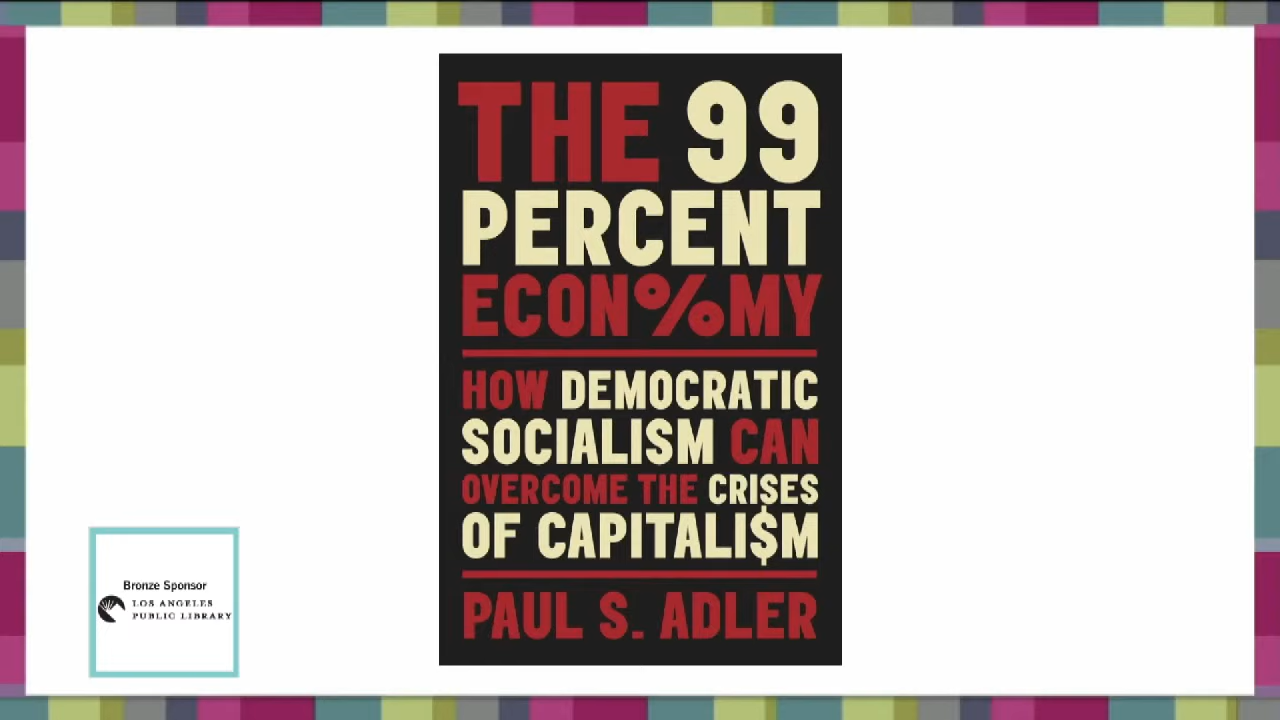 THE 99
PERCENT
ECON%MY
HOW DEMOCRATIC
SOCIALISM CAN
OVERCOME THE CRISES
OF CAPITALI$M
PAUL S. ADLER
Bronze Sponsor
LOS ANGELES
PUBLIC LIBRARY